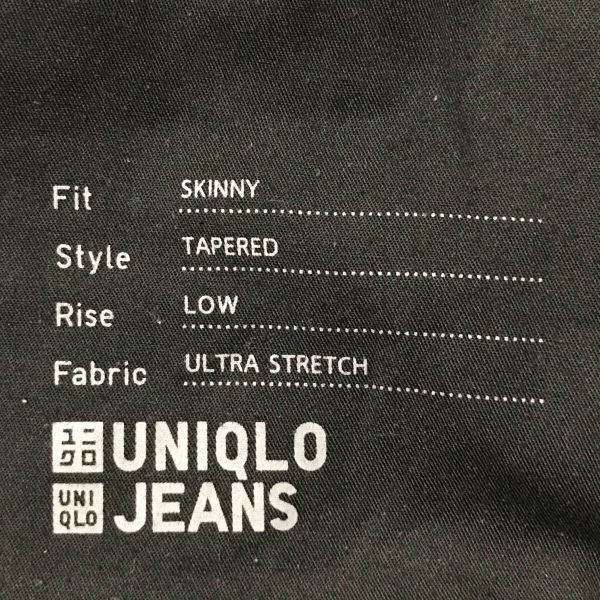 Fit SKINNY
Style TAPERED
Rise LOW
Fabric ULTRA STRETCH
ユニクロ UNIQLO
UNIQLO JEANS